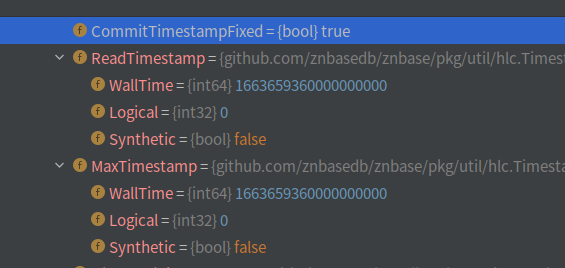 CommitTimestampFixed = {bool} true
ReadTimestamp = {github.com/znbasedb/znbase/pkg/util/hlc.Timest
WallTime = {int64} 1663659360000000000
Logical = {int32} 0
Synthetic = {bool} false
MaxTimestamp = {github.com/znbasedb/znbase/pkg/util/hlc.Timesta
WallTime = {int64} 1663659360000000000
Logical = {int32} 0
Synthetic = {bool} false